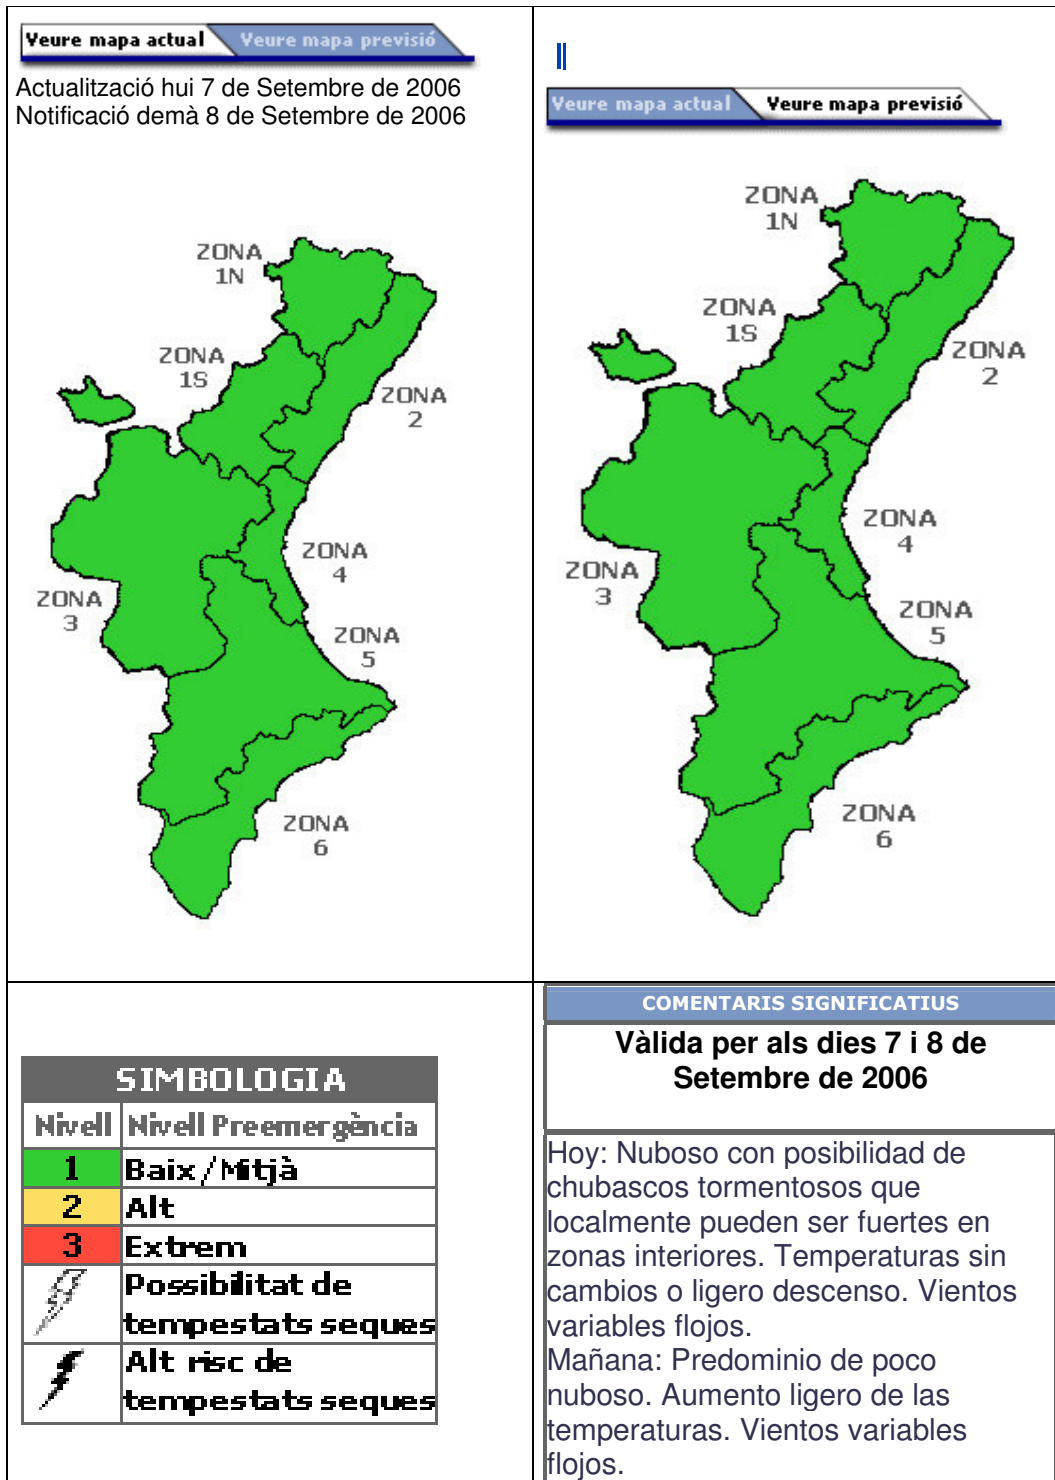 Veure mapa actual Veure mapa previsió
Actualització hui 7 de Setembre de 2006
Notificació demà 8 de Setembre de 2006
ZONA
1N
ZONA
1S
ZONA
2
ZONA
4
ZONA
3
ZONA
5
ZONA
6
Veure mapa actual Veure mapa previsió
ZONA
1N
ZONA
1S
ZONA
2
ZONA
4
ZONA
3
ZONA
5
ZONA
6
SIMBOLOGIA
Nivell Nivell Preemergència
1 Baix/Mitjà
2 Alt
3 Extrem
Possibilitat de
tempestats seques
Alt risc de
tempestats seques
COMENTARIS SIGNIFICATIUS
Vàlida per als dies 7 i 8 de
Setembre de 2006
Hoy: Nuboso con posibilidad de
chubascos tormentosos que
localmente pueden ser fuertes en
zonas interiores. Temperaturas sin
cambios o ligero descenso. Vientos
variables flojos.
Mañana: Predominio de poco
nuboso. Aumento ligero de las
temperaturas. Vientos variables
flojos.